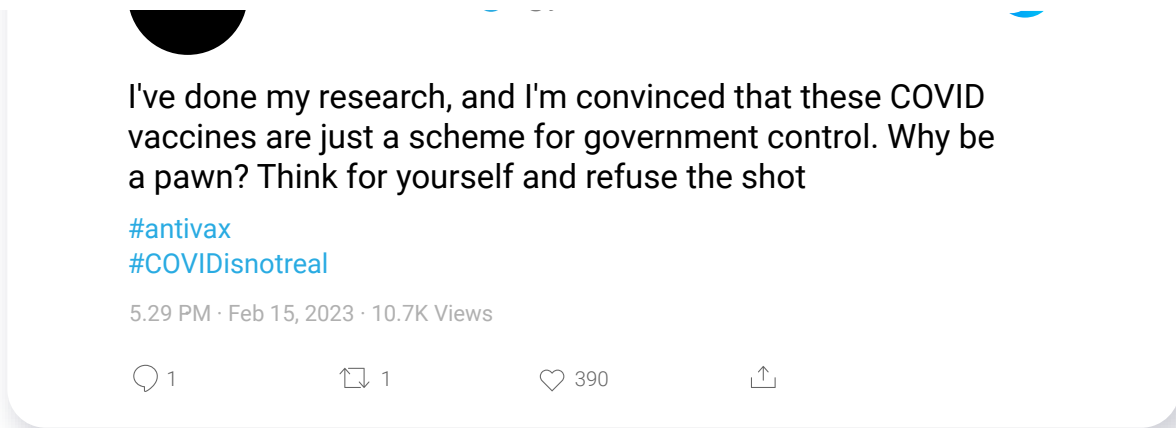 I've done my research, and I'm convinced that these COVID
vaccines are just a scheme for government control. Why be
a pawn? Think for yourself and refuse the shot
#antivax
#COVIDisnotreal
5.29 PM · Feb 15, 2023 · 10.7K Views
1 1 390